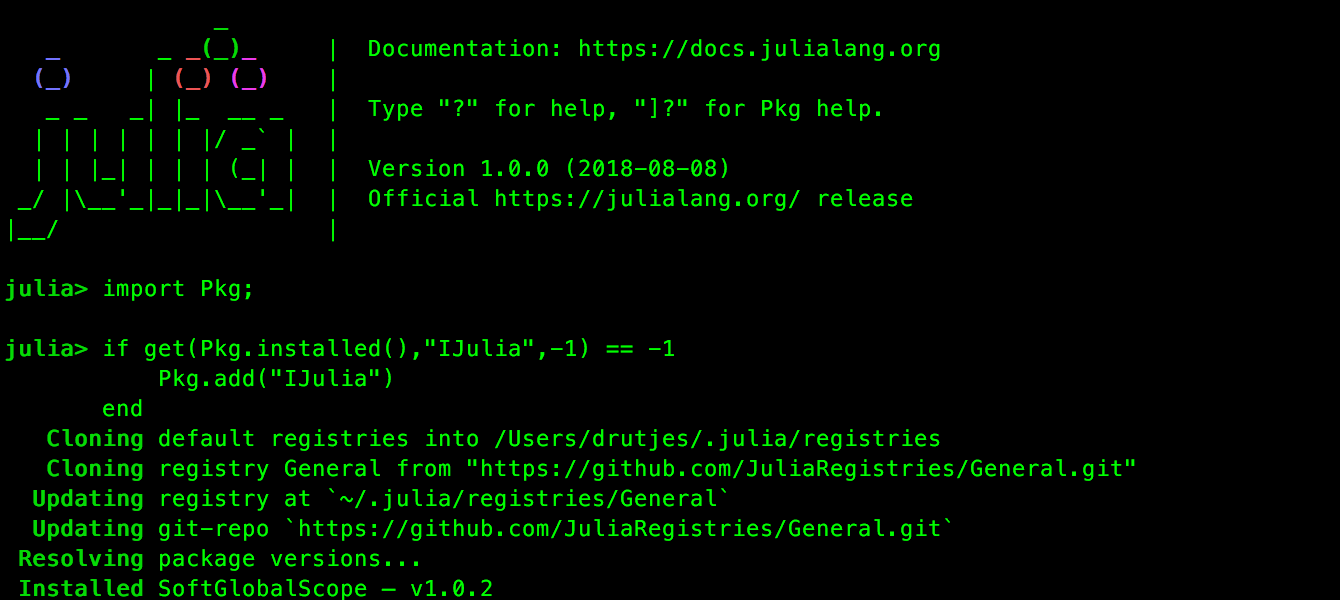 Documentation: https://docs.julialang.org
Type "?" for help, "]?" for Pkg help.
Version 1.0.0 (2018-08-08)
Official https://julialang.org/ release
julia> import Pkg;
julia> if get(Pkg.installed(),"IJulia",-1) == -1
Pkg.add("IJulia")
end
Cloning default registries into /Users/drutjes/.julia/registries
Cloning registry General from "https://github.com/JuliaRegistries/General.git"
Updating registry at `~/.julia/registries/General`
Updating git-repo `https://github.com/JuliaRegistries/General.git`
Resolving package versions...
Installed SoftGlobalScope ─ v1.0.2